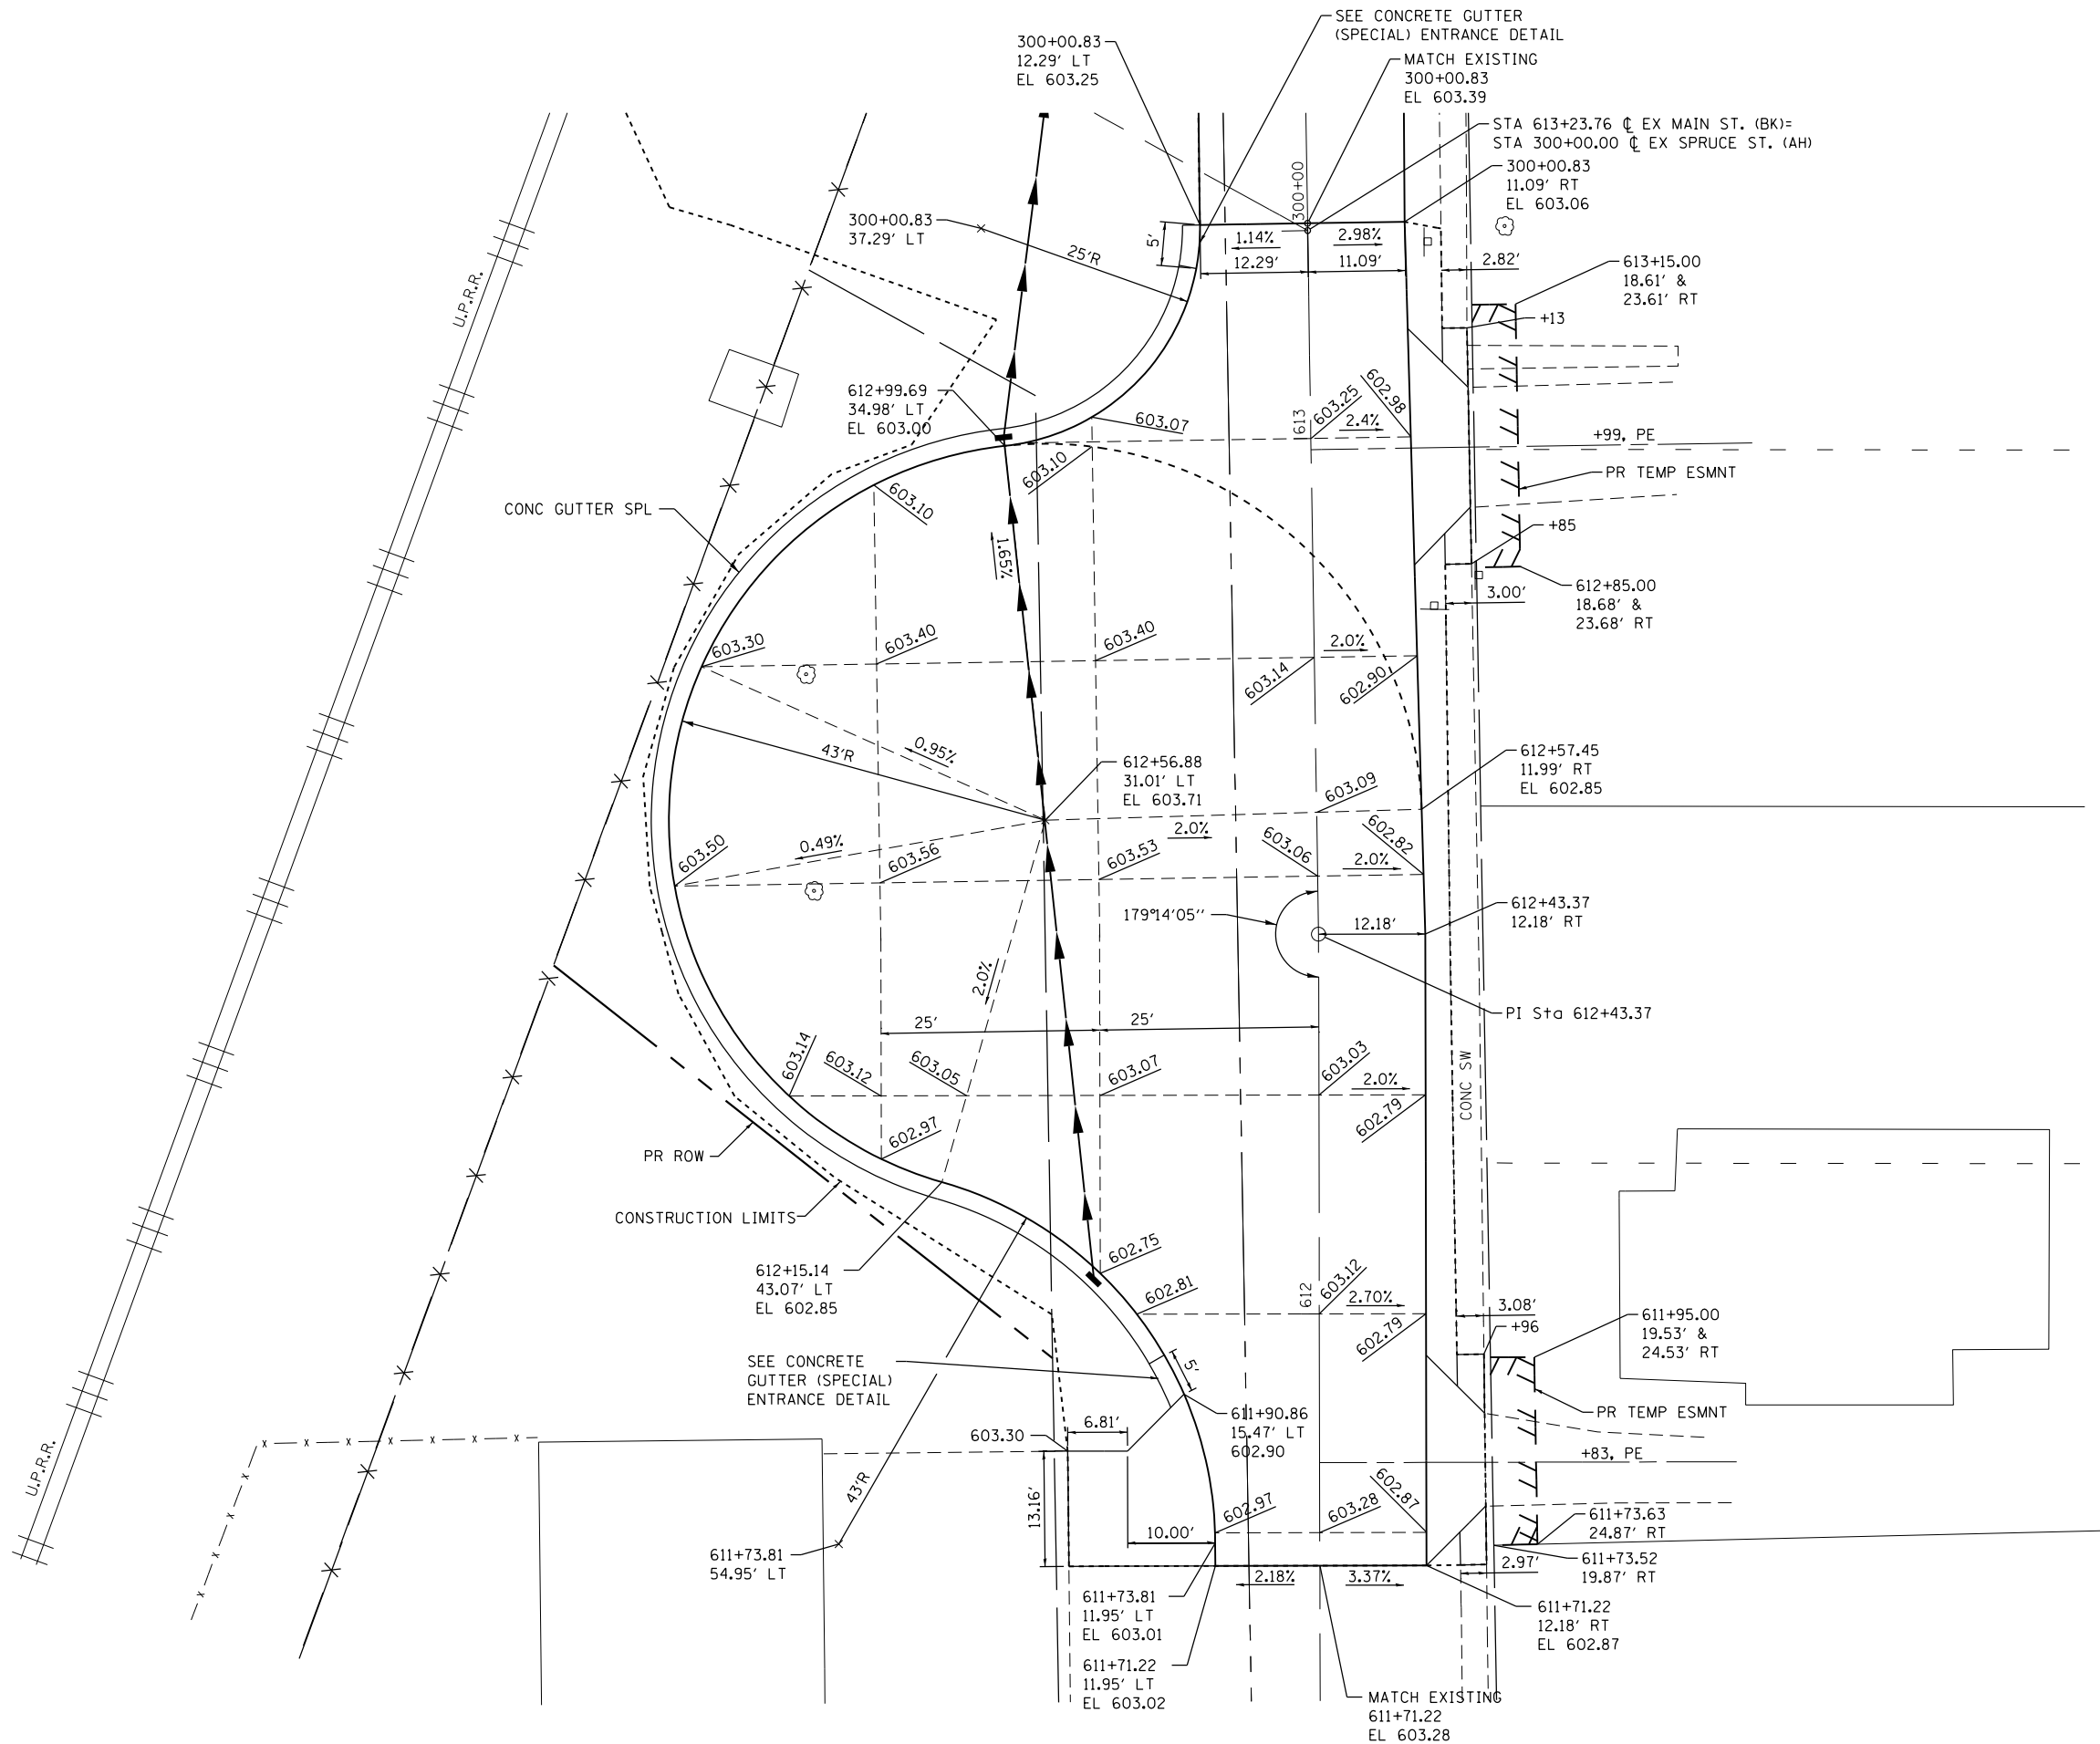 SEE CONCRETE GUTTER
(SPECIAL) ENTRANCE DETAIL
300+00.83
12.29' LT
EL 603.25
MATCH EXISTING
300+00.83
EL 603.39
STA 613+23.76 ℄ EX MAIN ST. (BK)=
STA 300+00.00 ℄ EX SPRUCE ST. (AH)
300+00.83
11.09' RT
EL 603.06
300+00
300+00.83
37.29' LT
25'R
5'
1.14%
2.98%
12.29'
11.09'
2.82'
613+15.00
18.61' &
23.61' RT
+13
U.P.R.R.
612+99.69
34.98' LT
EL 603.00
603.07
613
603.25
602.98
2.4%
+99, PE
PR TEMP ESMNT
603.10
603.10
CONC GUTTER SPL
1.65%
+85
612+85.00
18.68' &
23.68' RT
3.00'
603.30
603.40
603.40
2.0%
603.14
602.90
43'R
0.95%
612+56.88
31.01' LT
EL 603.71
612+57.45
11.99' RT
EL 602.85
603.09
2.0%
602.82
603.50
0.49%
603.56
603.53
603.06
2.0%
179°14'05''
12.18'
612+43.37
12.18' RT
2.0%
PI Sta 612+43.37
25'
25'
603.14
603.12
603.05
603.07
603.03
2.0%
602.79
CONC SW
602.97
PR ROW
CONSTRUCTION LIMITS
612+15.14
43.07' LT
EL 602.85
602.75
602.81
612
603.12
2.70%
602.79
3.08'
+96
611+95.00
19.53' &
24.53' RT
SEE CONCRETE
GUTTER (SPECIAL)
ENTRANCE DETAIL
5'
611+90.86
15.47' LT
602.90
PR TEMP ESMNT
6.81'
603.30
+83, PE
U.P.R.R.
43'R
13.16'
10.00'
602.97
603.28
602.87
611+73.63
24.87' RT
611+73.52
19.87' RT
2.97'
611+73.81
54.95' LT
2.18%
3.37%
611+73.81
11.95' LT
EL 603.01
611+71.22
12.18' RT
EL 602.87
611+71.22
11.95' LT
EL 603.02
MATCH EXISTING
611+71.22
EL 603.28